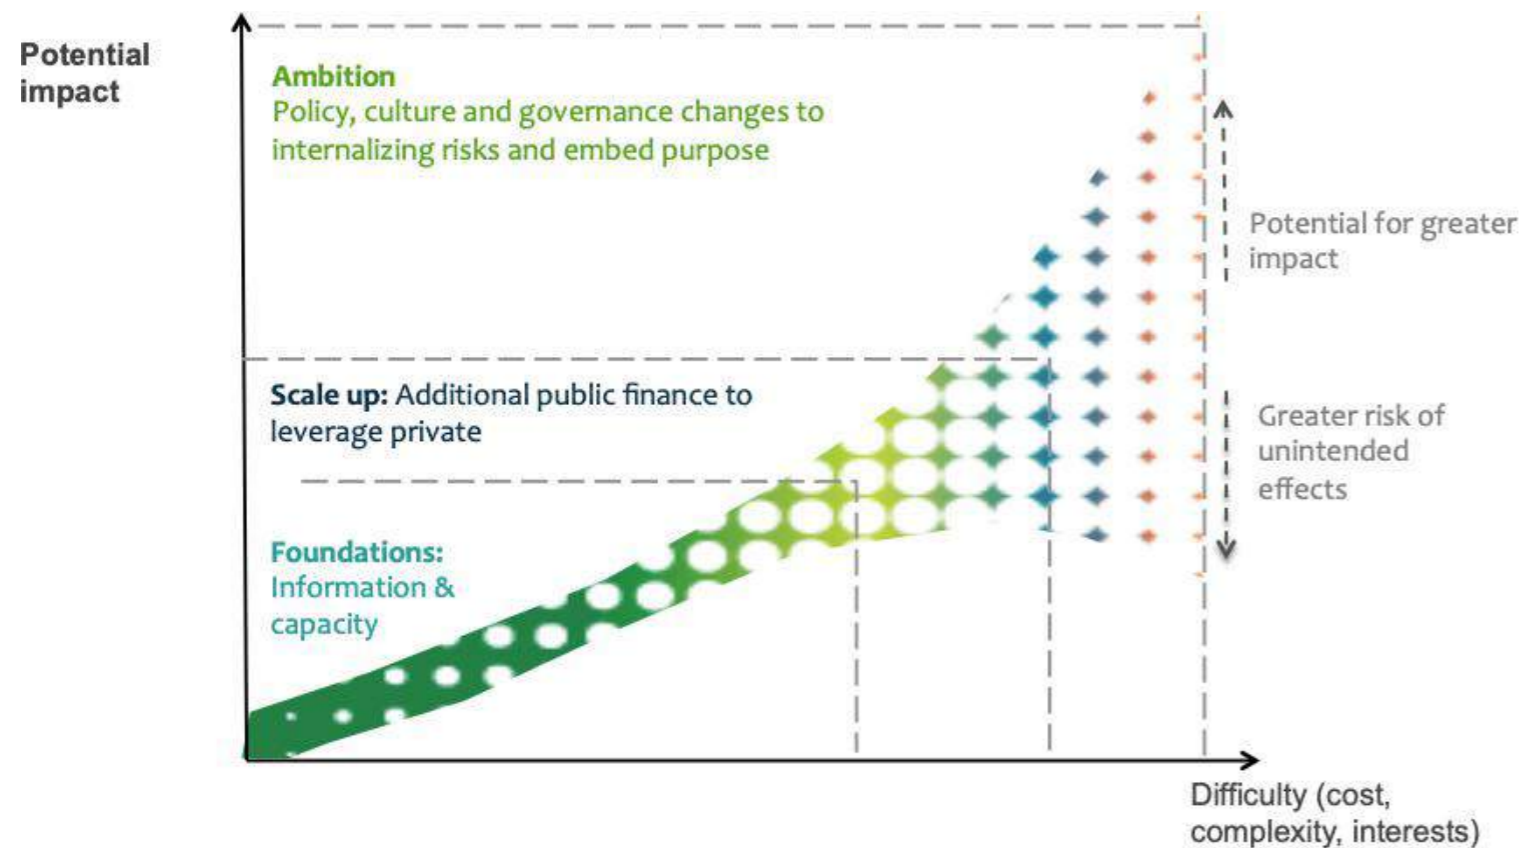 Potential
impact
Ambition
Policy, culture and governance changes to
internalizing risks and embed purpose
Potential for greater
impact
Scale up: Additional public finance to
leverage private
Greater risk of
unintended
effects
Foundations:
Information &
capacity
Difficulty (cost,
complexity, interests)